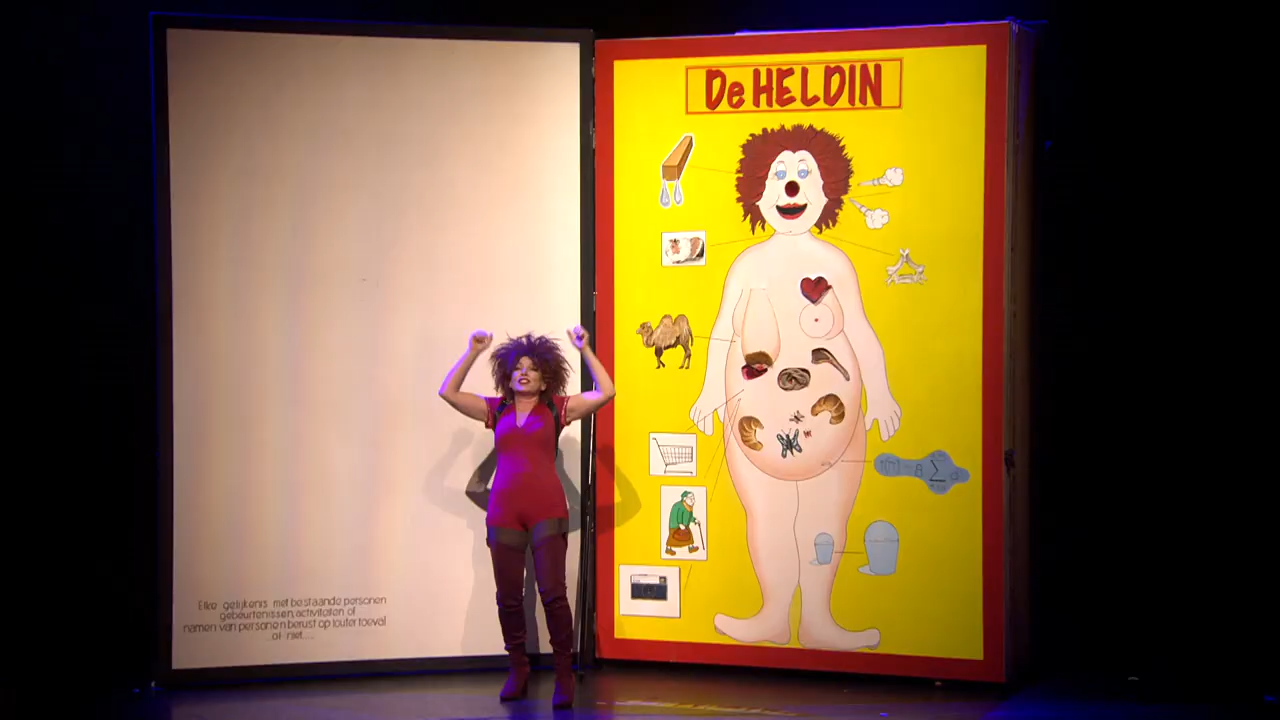 De HELDIN
Elke gelijkenis met bestaande personen
gebeurtenissen, activiteiten of
namen van personen berust op louter toeval
of niet....